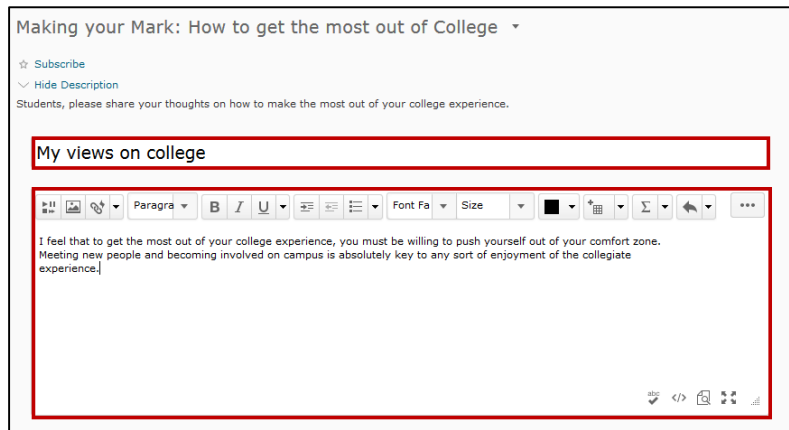 Making your Mark: How to get the most out of College
Subscribe
Hide Description
Students, please share your thoughts on how to make the most out of your college experience.
My views on college
Paragra B I U Font Fa Size Σ ...
I feel that to get the most out of your college experience, you must be willing to push yourself out of your comfort zone.
Meeting new people and becoming involved on campus is absolutely key to any sort of enjoyment of the collegiate
experience.
abc </>